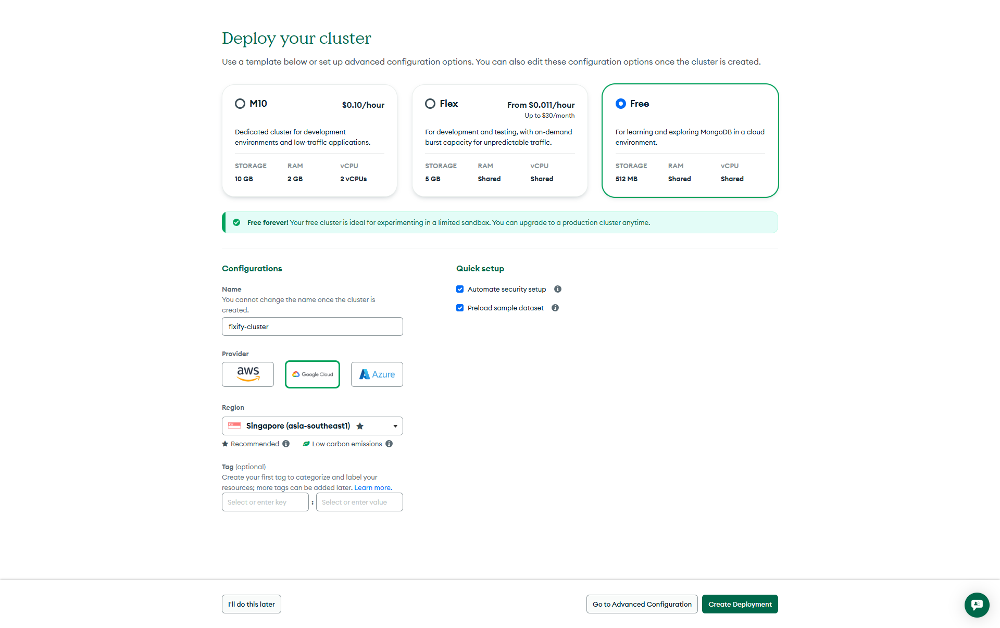 Deploy your cluster
Use a template below or set up advanced configuration options. You can also edit these configuration options once the cluster is created.
M10
$0.10/hour
Dedicated cluster for development
environments and low-traffic applications.
STORAGE RAM vCPU
10 GB 2 GB 2 vCPUs
Flex
From $0.011/hour
Up to $30/month
For development and testing, with on-demand
burst capacity for unpredictable traffic.
STORAGE RAM vCPU
5 GB Shared Shared
Free
For learning and exploring MongoDB in a cloud
environment.
STORAGE RAM vCPU
512 MB Shared Shared
Free forever! Your free cluster is ideal for experimenting in a limited sandbox. You can upgrade to a production cluster anytime.
Configurations
Name
You cannot change the name once the cluster is
created.
fixify-cluster
Provider
aws
Google Cloud
Azure
Region
Singapore (asia-southeast1)
Recommended
Low carbon emissions
Tag (optional)
Create your first tag to categorize and label your
resources; more tags can be added later. Learn more.
Select or enter key : Select or enter value
Quick setup
Automate security setup
Preload sample dataset
I'll do this later
Go to Advanced Configuration
Create Deployment